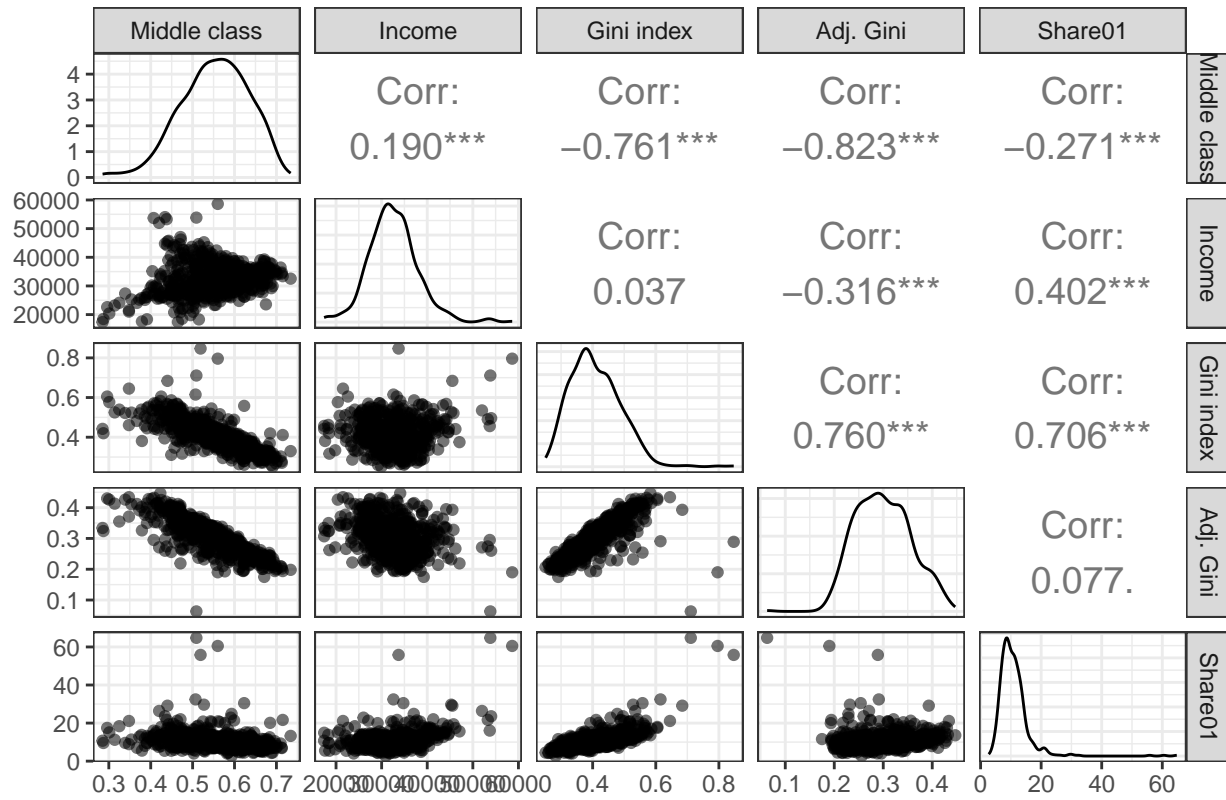 Middle class Income Gini index Adj. Gini Share01
4
3
2
1
0
Corr:
0.190***
Corr:
−0.761***
Corr:
−0.823***
Corr:
−0.271***
Middle class
60000
50000
40000
30000
20000
Corr:
0.037
Corr:
−0.316***
Corr:
0.402***
Income
0.8
0.6
0.4
Corr:
0.760***
Corr:
0.706***
Gini index
0.4
0.3
0.2
0.1
Corr:
0.077.
Adj. Gini
60
40
20
0
Share01
0.3 0.4 0.5 0.6 0.7 20000 30000 40000 50000 60000 0.4 0.6 0.8 0.1 0.2 0.3 0.4 0 20 40 60